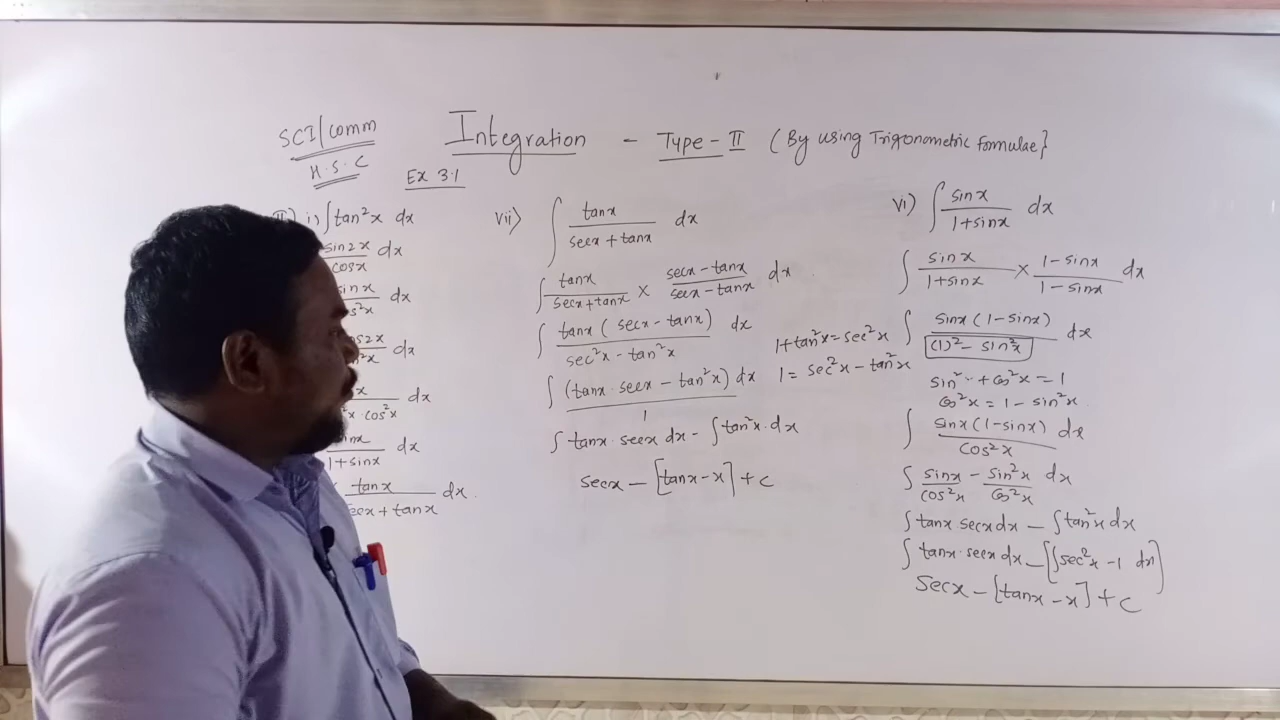 SCI/Comm
H.S.C
Integration - Type-II (By using Trigonometric formulae}
Ex 3.1
i) ∫tan²x dx
sin2x/cosx dx
dx
cos2x dx
x · cos²x dx
sinx/1+sinx dx
tanx/secx + tanx dx.
vii) ∫ tanx/secx + tanx dx
∫ tanx/secx+tanx × secx-tanx/secx-tanx dx
∫ tanx(secx-tanx)/sec²x - tan²x dx
∫ (tanx·secx - tan²x)/1 dx
∫ tanx·secx dx - ∫tan²x·dx
secx - [tanx-x] + c
1+tan²x = sec²x
1 = sec²x - tan²x
vi) ∫ sinx/1+sinx dx
∫ sinx/1+sinx × 1-sinx/1-sinx dx
∫ sinx(1-sinx)/(1)² - sin²x dx
sin² + cos²x = 1
cos²x = 1 - sin²x
∫ sinx(1-sinx)/cos²x dx
∫ sinx/cos²x - sin²x/cos²x dx
∫ tanx secx dx - ∫tan²x dx
∫ tanx·secx dx - [∫sec²x - 1 dx]
secx - [tanx-x] + c